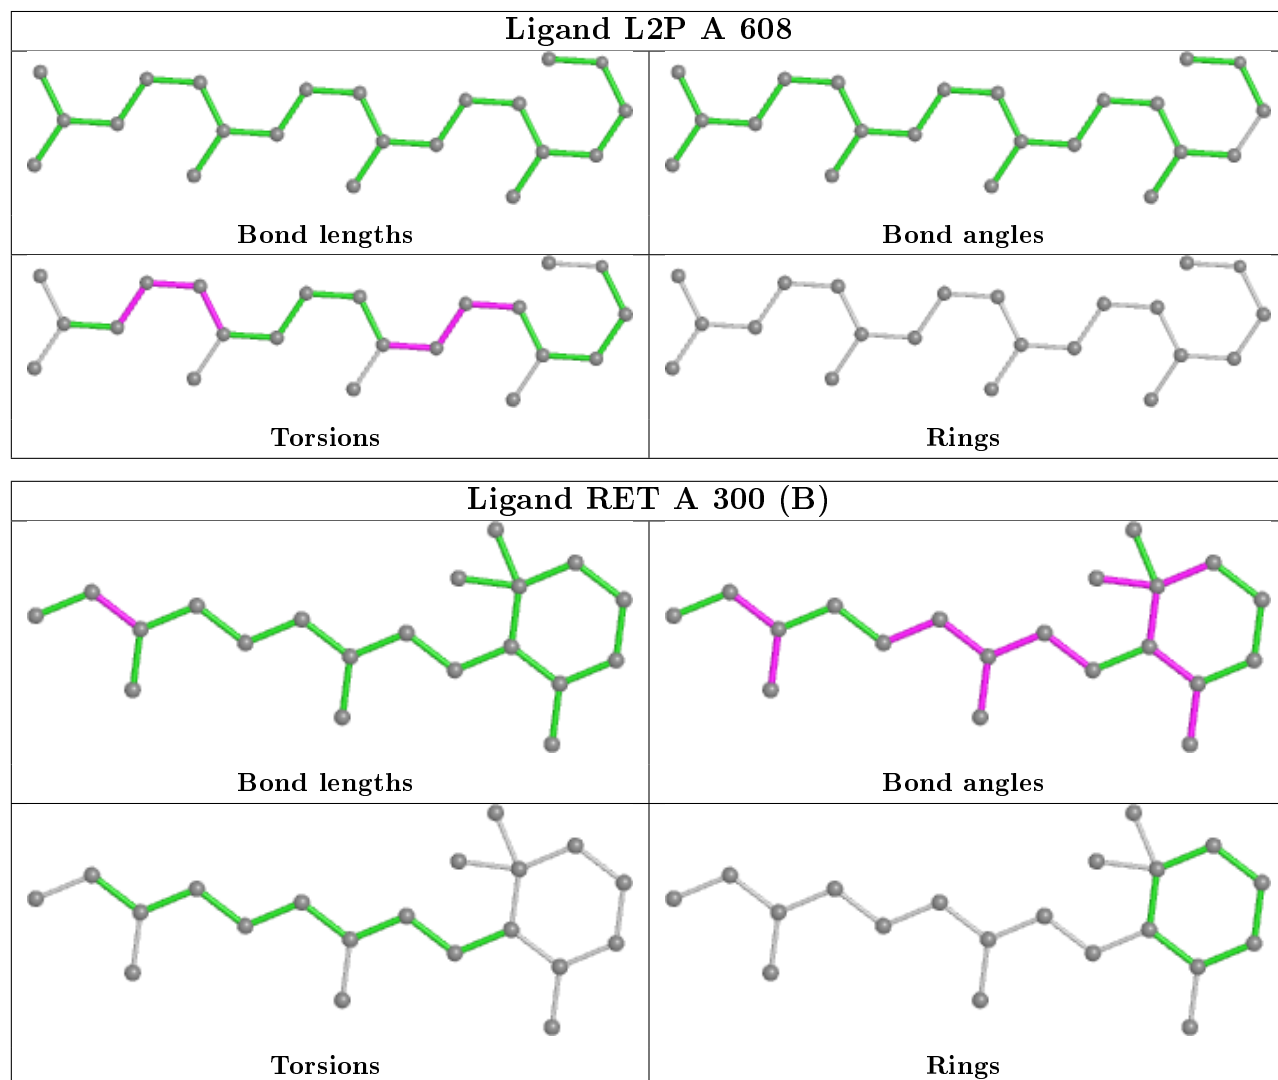 Ligand L2P A 608
Bond lengths
Bond angles
Torsions
Rings
Ligand RET A 300 (B)
Bond lengths
Bond angles
Torsions
Rings